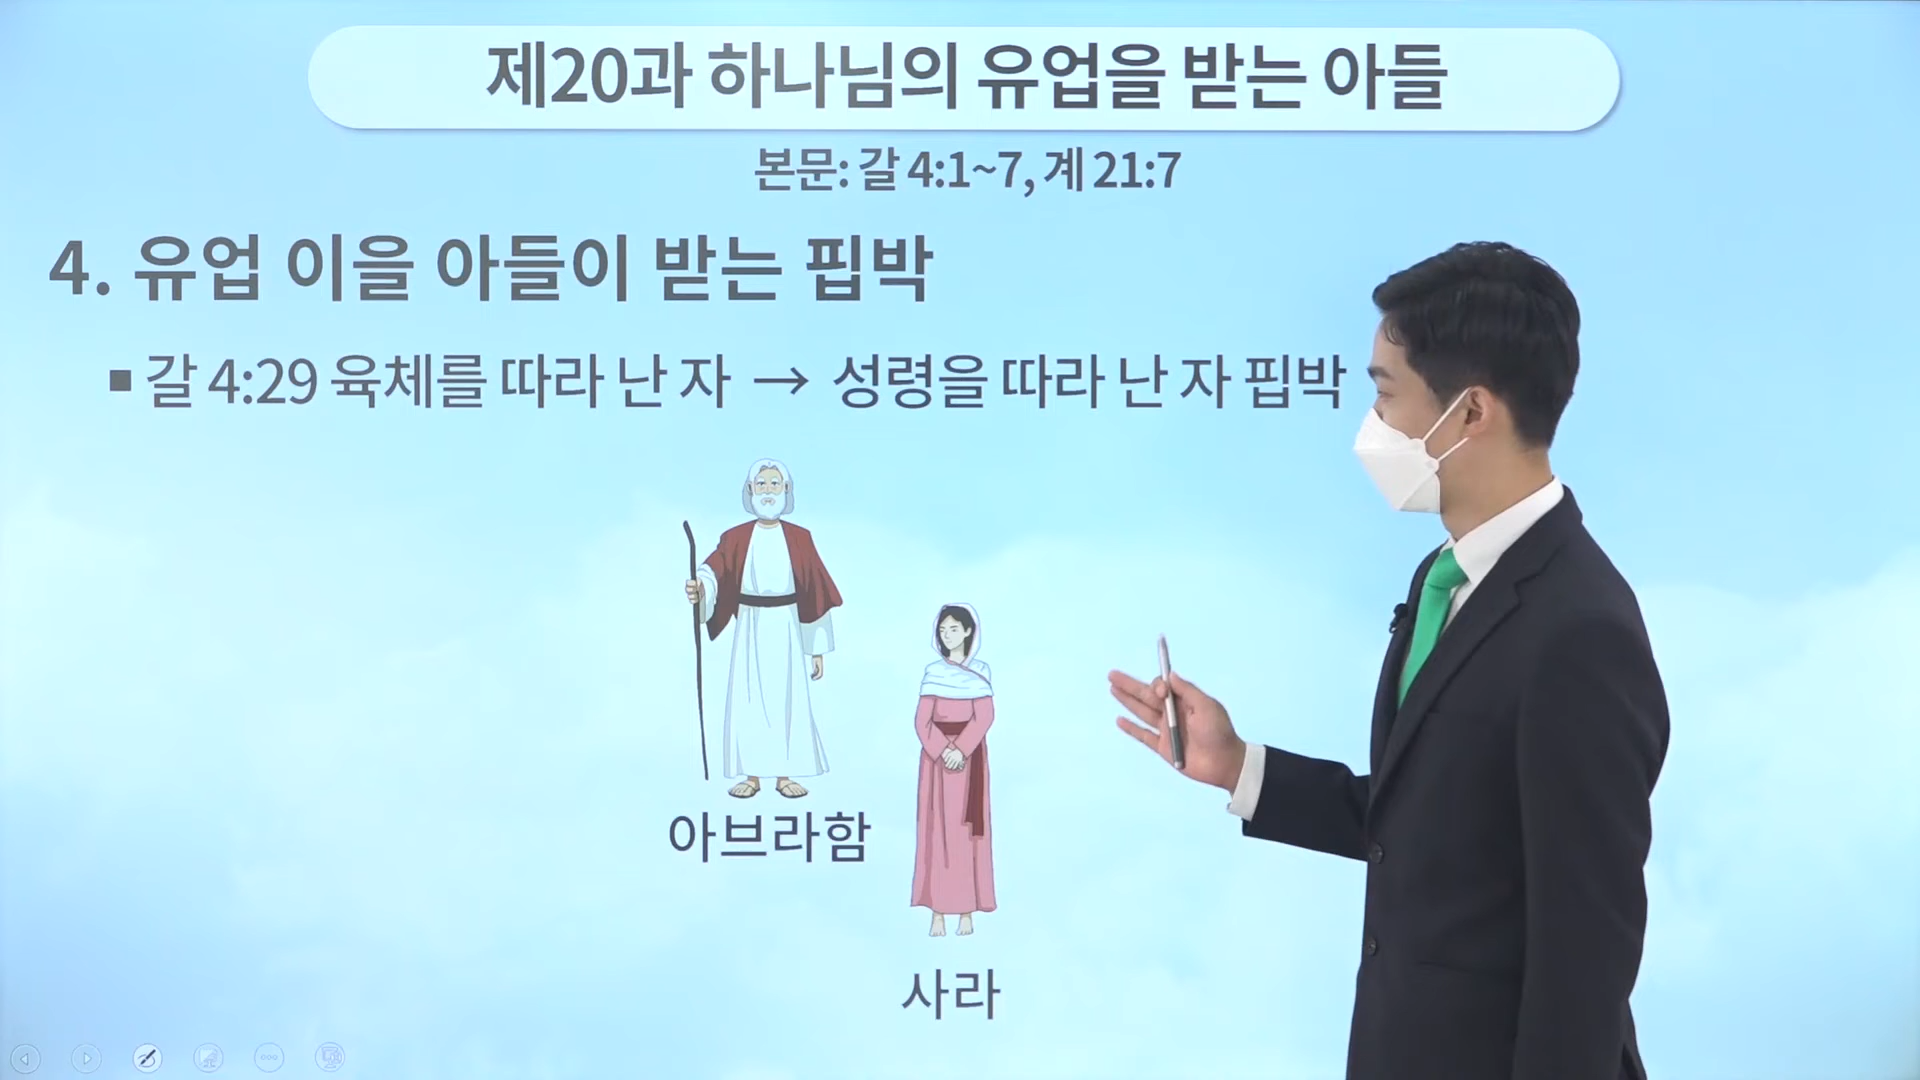 제20과 하나님의 유업을 받는 아들
본문: 갈 4:1~7, 계 21:7
4. 유업 이을 아들이 받는 핍박
▪ 갈 4:29 육체를 따라 난 자 → 성령을 따라 난 자 핍박
아브라함
사라